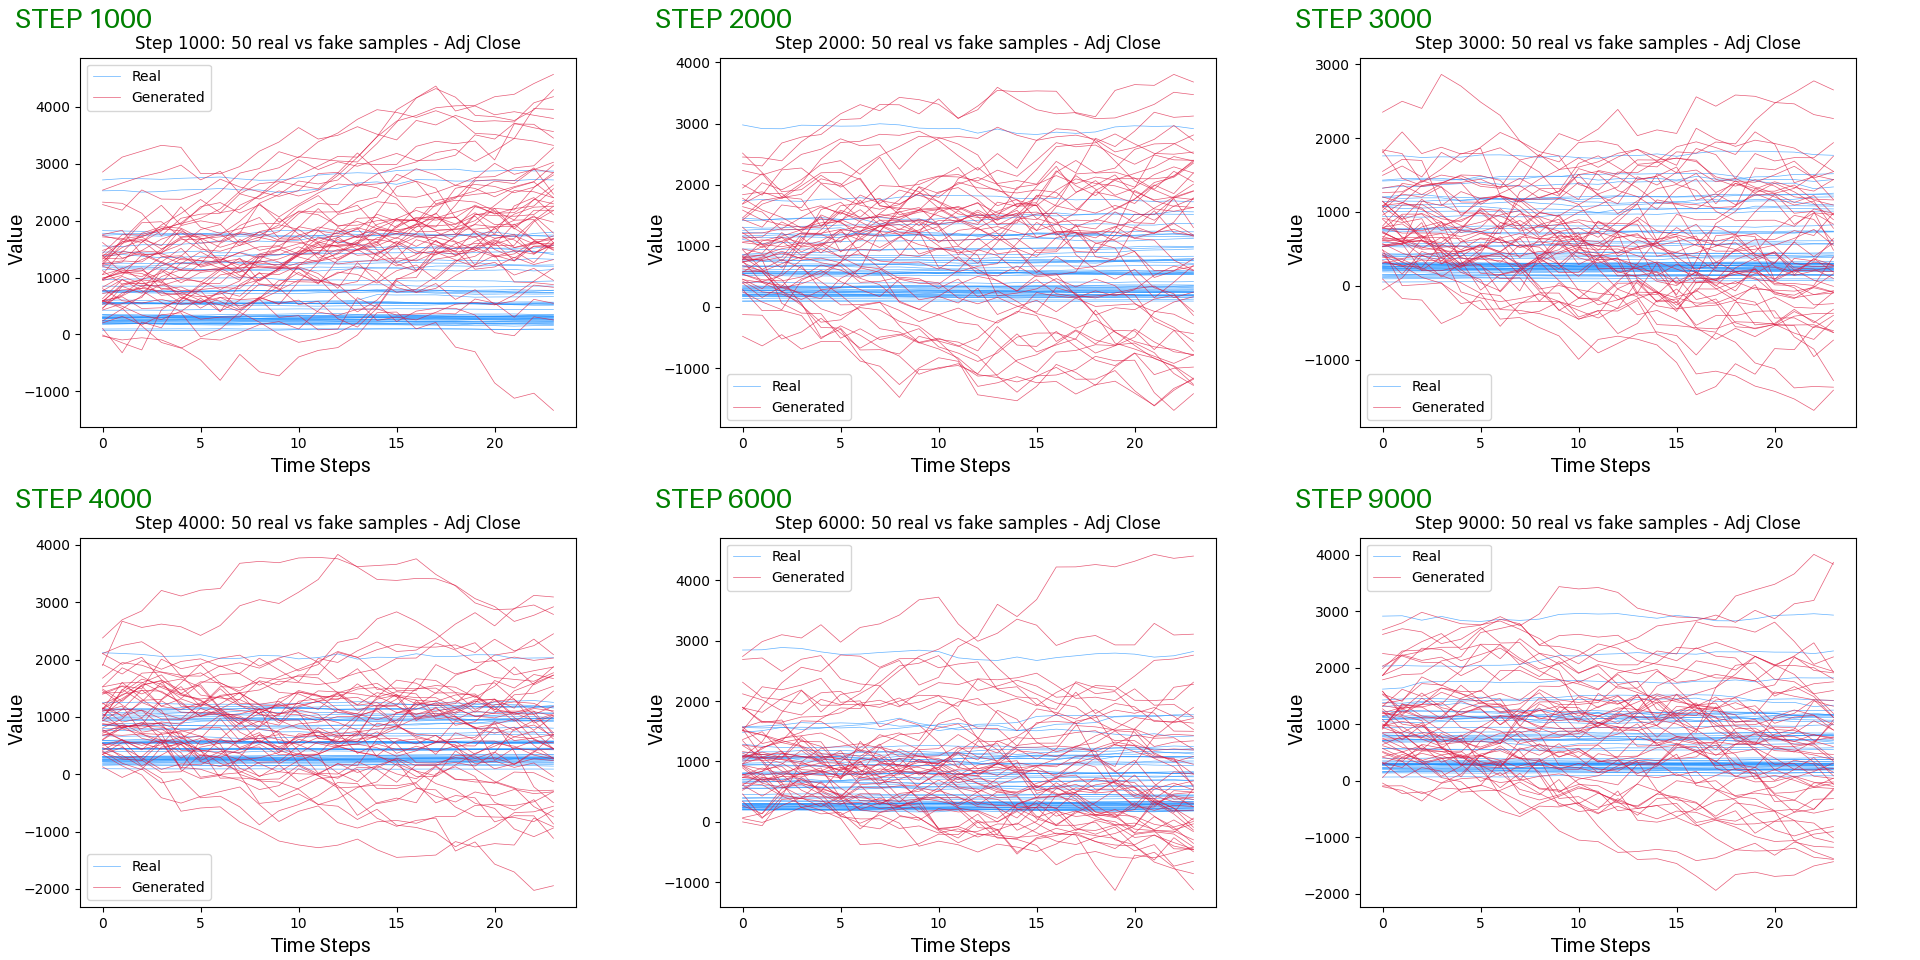 STEP 1000
Step 1000: 50 real vs fake samples - Adj Close
Real
Generated
4000
3000
2000
1000
0
−1000
Value
0 5 10 15 20
Time Steps
STEP 2000
Step 2000: 50 real vs fake samples - Adj Close
4000
3000
2000
1000
0
−1000
Value
Real
Generated
0 5 10 15 20
Time Steps
STEP 3000
Step 3000: 50 real vs fake samples - Adj Close
3000
2000
1000
0
−1000
Value
Real
Generated
0 5 10 15 20
Time Steps
STEP 4000
Step 4000: 50 real vs fake samples - Adj Close
4000
3000
2000
1000
0
−1000
−2000
Value
Real
Generated
0 5 10 15 20
Time Steps
STEP 6000
Step 6000: 50 real vs fake samples - Adj Close
Real
Generated
4000
3000
2000
1000
0
−1000
Value
0 5 10 15 20
Time Steps
STEP 9000
Step 9000: 50 real vs fake samples - Adj Close
Real
Generated
4000
3000
2000
1000
0
−1000
−2000
Value
0 5 10 15 20
Time Steps